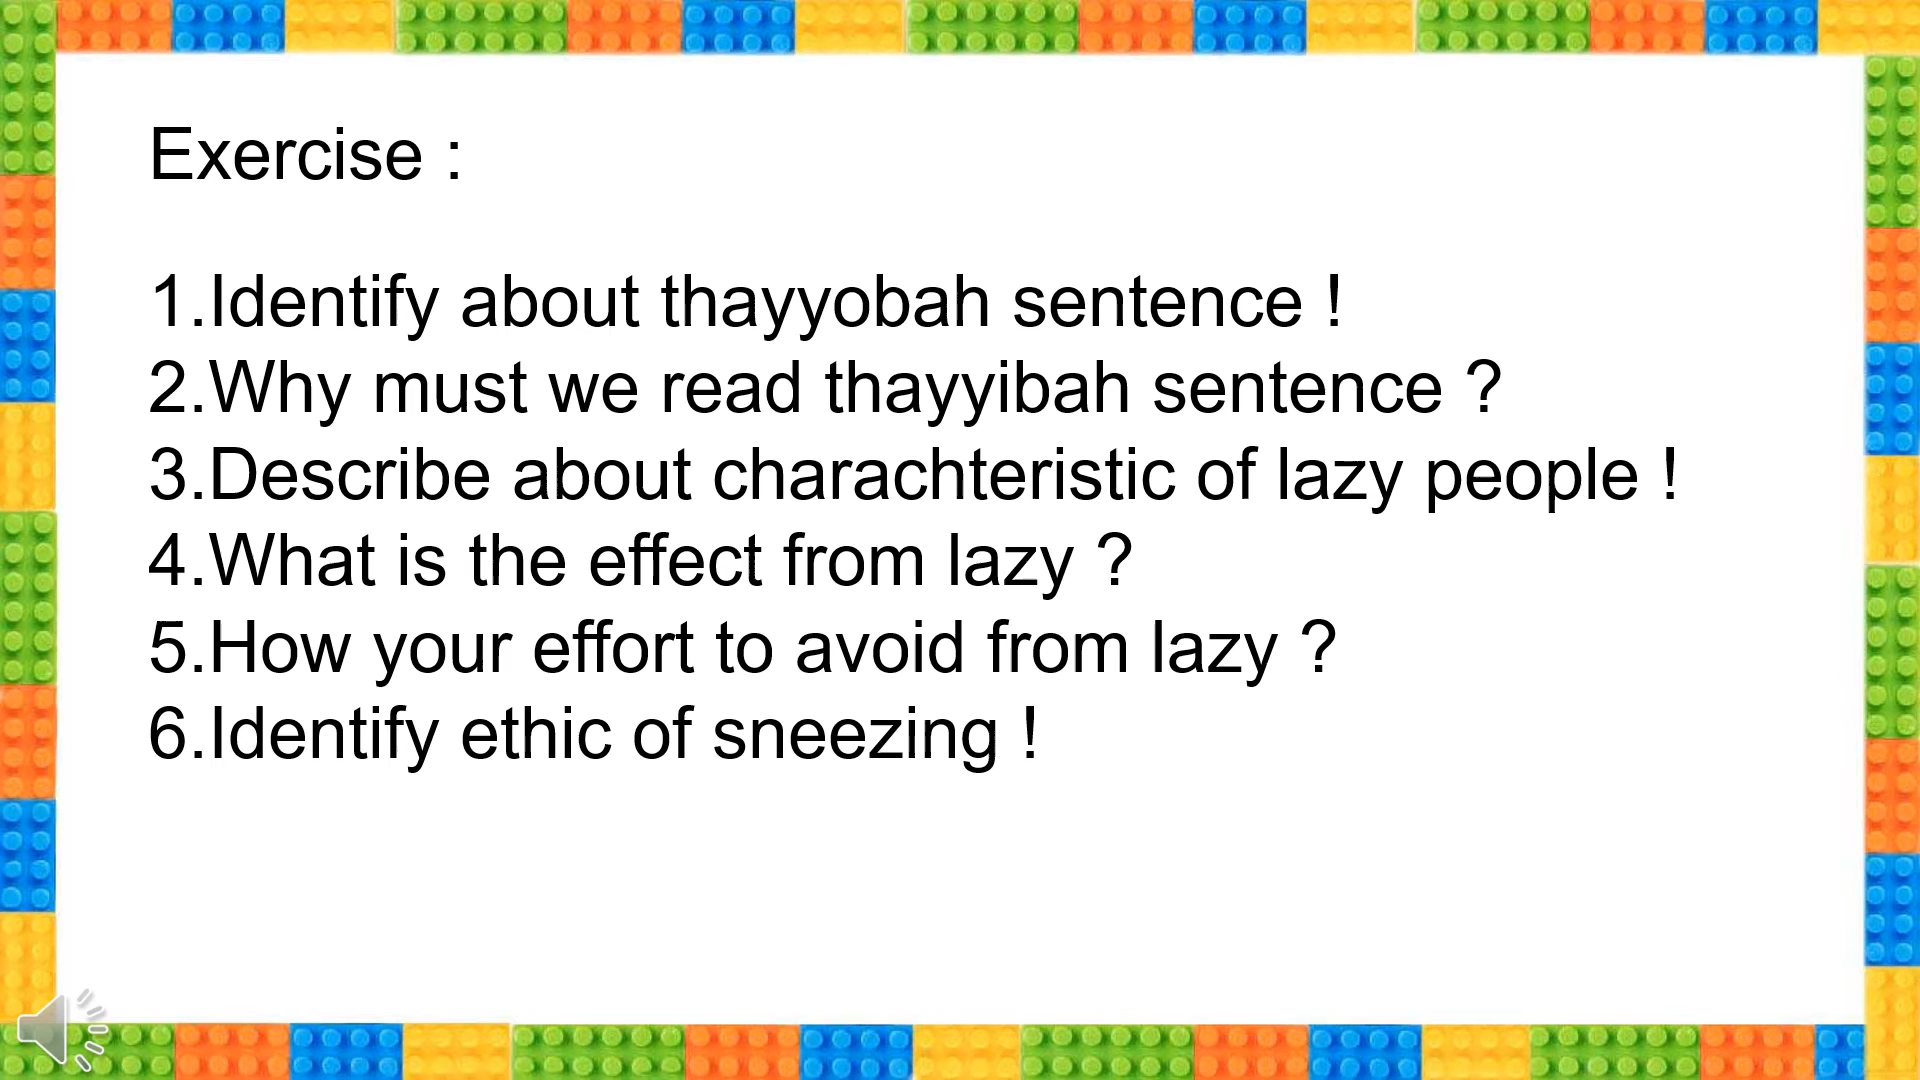 Exercise :
1.Identify about thayyobah sentence !
2.Why must we read thayyibah sentence ?
3.Describe about charachteristic of lazy people !
4.What is the effect from lazy ?
5.How your effort to avoid from lazy ?
6.Identify ethic of sneezing !